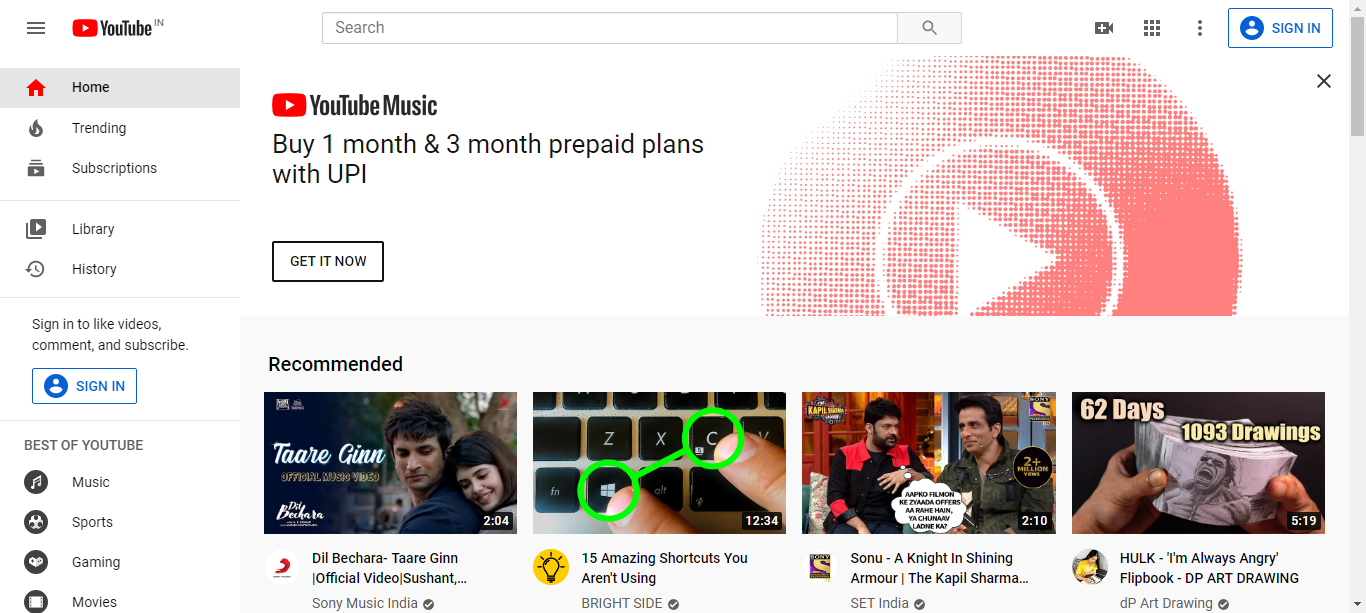 YouTube IN
Search
SIGN IN
Home
Trending
Subscriptions
Library
History
Sign in to like videos,
comment, and subscribe.
SIGN IN
BEST OF YOUTUBE
Music
Sports
Gaming
Movies
YouTube Music
Buy 1 month & 3 month prepaid plans
with UPI
GET IT NOW
Recommended
Taare Ginn
OFFICIAL MUSIC VIDEO
Dil
Bechara
2:04
Dil Bechara- Taare Ginn
|Official Video|Sushant,...
Sony Music India
Z X C V
fn alt
12:34
15 Amazing Shortcuts You
Aren't Using
BRIGHT SIDE
THE
KAPIL SHARMA
SONY
SET
2+
MILLION
VIEWS
AAPKO FILMON
KE ZYAADA OFFERS
AA RAHE HAIN,
YA CHUNAAV
LADNE KA?
2:10
SONY
Sonu - A Knight In Shining
Armour | The Kapil Sharma...
SET India
62 Days
1093 Drawings
5:19
HULK - 'I'm Always Angry'
Flipbook - DP ART DRAWING
dP Art Drawing